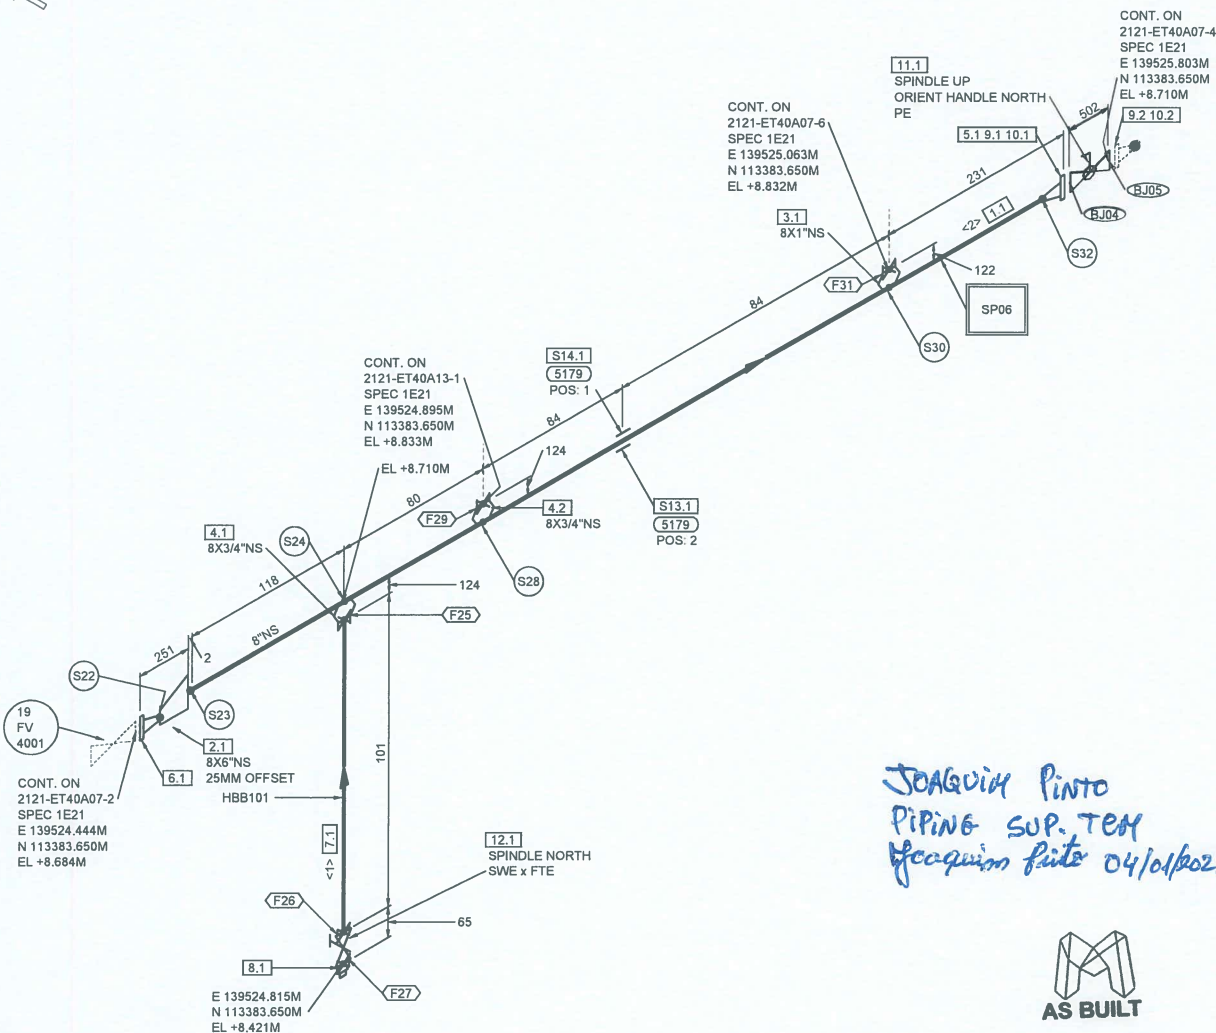 CONT. ON
2121-ET40A07-4
SPEC 1E21
E 139525.803M
N 113383.650M
EL +8.710M
11.1
SPINDLE UP
ORIENT HANDLE NORTH
PE
502
9.2 10.2
5.1 9.1 10.1
BJ05
BJ04
CONT. ON
2121-ET40A07-6
SPEC 1E21
E 139525.063M
N 113383.650M
EL +8.832M
231
<2> 1.1
3.1
8X1"NS
S32
F31
122
SP06
84
S30
S14.1
5179
POS: 1
CONT. ON
2121-ET40A13-1
SPEC 1E21
E 139524.895M
N 113383.650M
EL +8.833M
84
124
EL +8.710M
80
F29
4.2
8X3/4"NS
S13.1
5179
POS: 2
4.1
8X3/4"NS
S24
S28
118
124
F25
8"NS
251
2
S22
S23
19
FV
4001
2.1
8X6"NS
25MM OFFSET
6.1
HBB101
101
CONT. ON
2121-ET40A07-2
SPEC 1E21
E 139524.444M
N 113383.650M
EL +8.684M
<1> 7.1
12.1
SPINDLE NORTH
SWE x FTE
F26
65
8.1
F27
E 139524.815M
N 113383.650M
EL +8.421M
JOAQUIM PINTO
PIPING SUP. TEM
Joaquim Pinto 04/01/202
AS BUILT